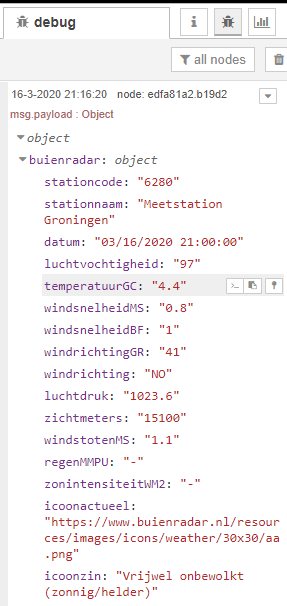 debug
all nodes
16-3-2020 21:16:20 node: edfa81a2.b19d2
msg.payload : Object
object
buienradar: object
stationcode: "6280"
stationnaam: "Meetstation
Groningen"
datum: "03/16/2020 21:00:00"
luchtvochtigheid: "97"
temperatuurGC: "4.4"
windsnelheidMS: "0.8"
windsnelheidBF: "1"
windrichtingGR: "41"
windrichting: "NO"
luchtdruk: "1023.6"
zichtmeters: "15100"
windstotenMS: "1.1"
regenMMPU: "-"
zonintensiteitWM2: "-"
icoonactueel:
"https://www.buienradar.nl/resour
ces/images/icons/weather/30x30/aa
.png"
icoonzin: "Vrijwel onbewolkt
(zonnig/helder)"